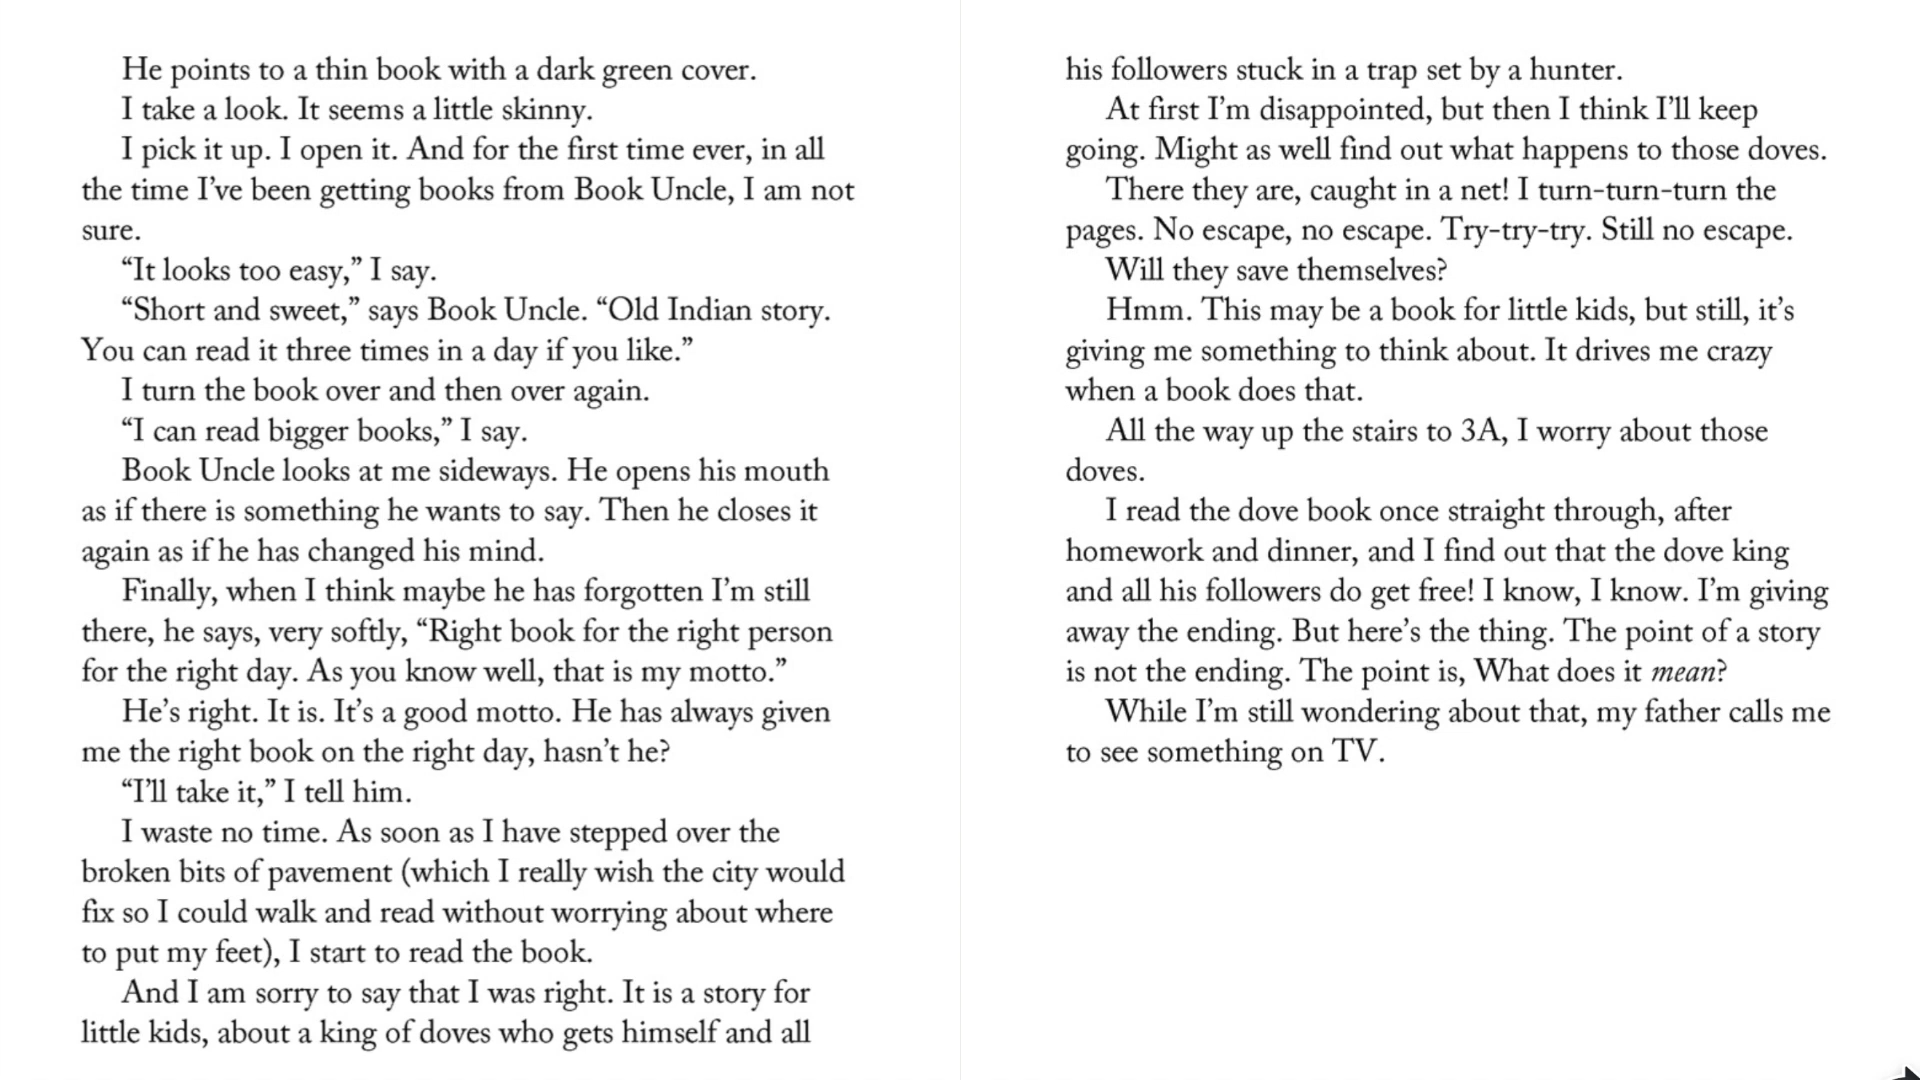 He points to a thin book with a dark green cover.
I take a look. It seems a little skinny.
I pick it up. I open it. And for the first time ever, in all
the time I’ve been getting books from Book Uncle, I am not
sure.
“It looks too easy,” I say.
“Short and sweet,” says Book Uncle. “Old Indian story.
You can read it three times in a day if you like.”
I turn the book over and then over again.
“I can read bigger books,” I say.
Book Uncle looks at me sideways. He opens his mouth
as if there is something he wants to say. Then he closes it
again as if he has changed his mind.
Finally, when I think maybe he has forgotten I’m still
there, he says, very softly, “Right book for the right person
for the right day. As you know well, that is my motto.”
He’s right. It is. It’s a good motto. He has always given
me the right book on the right day, hasn’t he?
“I’ll take it,” I tell him.
I waste no time. As soon as I have stepped over the
broken bits of pavement (which I really wish the city would
fix so I could walk and read without worrying about where
to put my feet), I start to read the book.
And I am sorry to say that I was right. It is a story for
little kids, about a king of doves who gets himself and all
his followers stuck in a trap set by a hunter.
At first I’m disappointed, but then I think I’ll keep
going. Might as well find out what happens to those doves.
There they are, caught in a net! I turn-turn-turn the
pages. No escape, no escape. Try-try-try. Still no escape.
Will they save themselves?
Hmm. This may be a book for little kids, but still, it’s
giving me something to think about. It drives me crazy
when a book does that.
All the way up the stairs to 3A, I worry about those
doves.
I read the dove book once straight through, after
homework and dinner, and I find out that the dove king
and all his followers do get free! I know, I know. I’m giving
away the ending. But here’s the thing. The point of a story
is not the ending. The point is, What does it mean?
While I’m still wondering about that, my father calls me
to see something on TV.